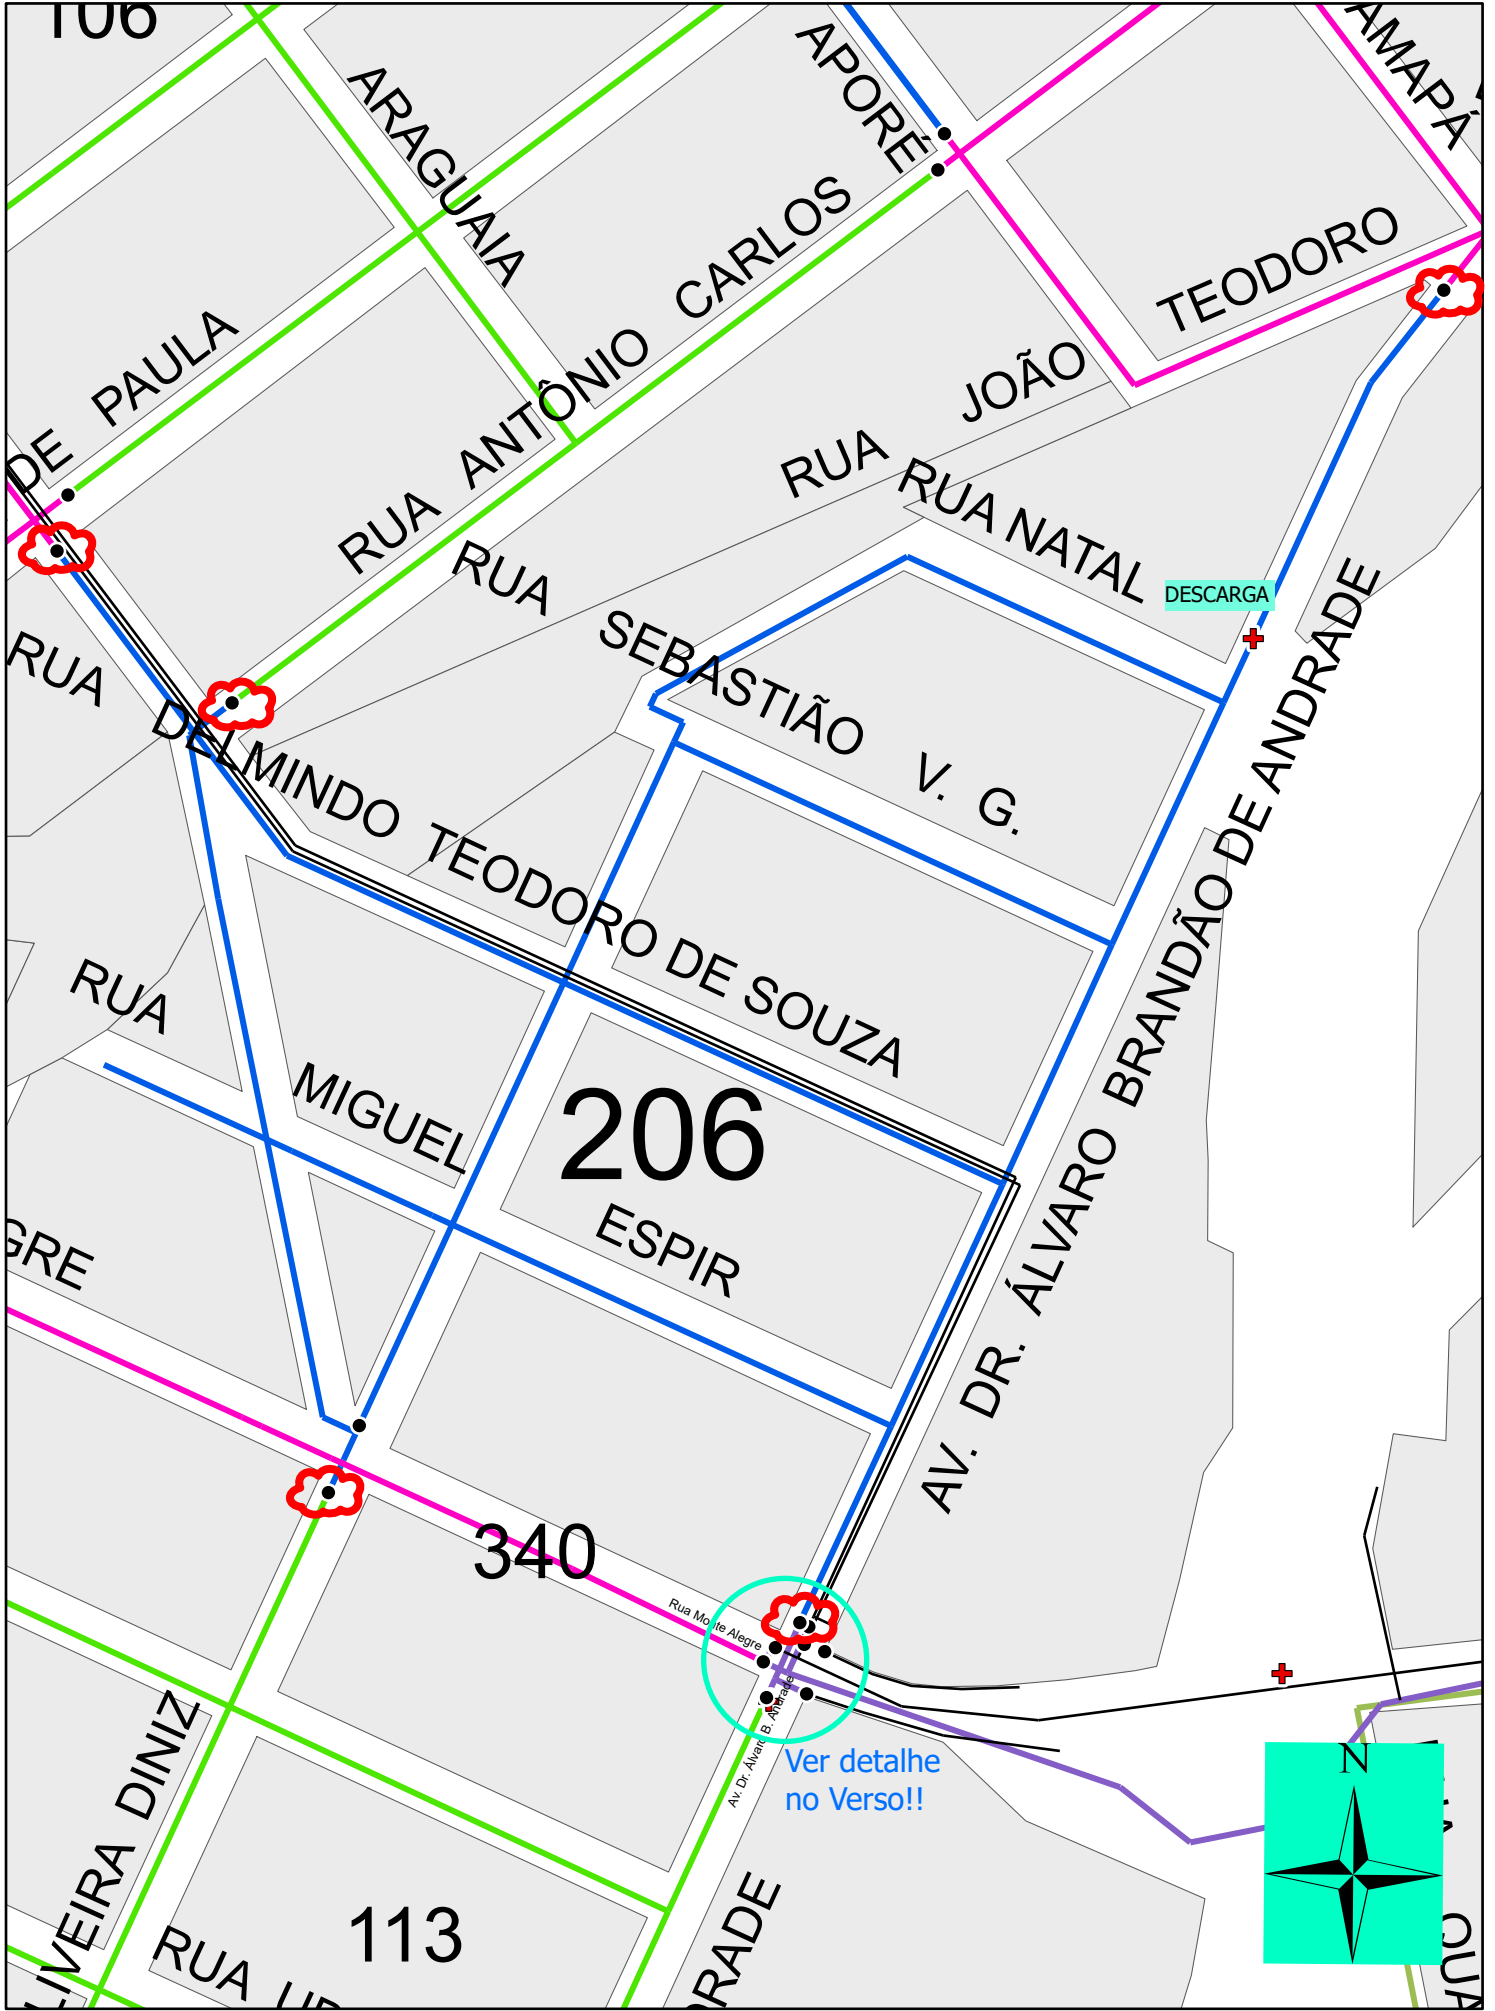 106
ARAGUAIA
APORÉ
AMAPÁ
DE PAULA
RUA ANTÔNIO CARLOS
RUA JOÃO TEODORO
RUA NATAL
DESCARGA
RUA SEBASTIÃO V. G.
RUA DELMINDO TEODORO DE SOUZA
AV. DR. ÁLVARO BRANDÃO DE ANDRADE
RUA MIGUEL ESPIR
206
GRE
340
Rua Monte Alegre
Av. Dr. Álvaro B. Andrade
Ver detalhe
no Verso!!
N
LIVEIRA DINIZ
113
RUA
RADE
QUA